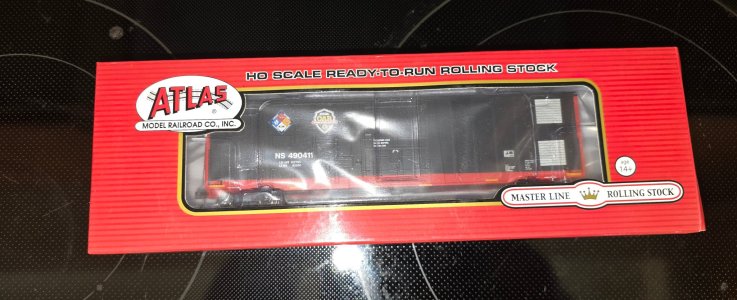 HO SCALE READY-TO-RUN ROLLING STOCK
ATLAS
®
MODEL RAILROAD CO., INC.
NS 490411
age
14+
MASTER LINE ROLLING STOCK